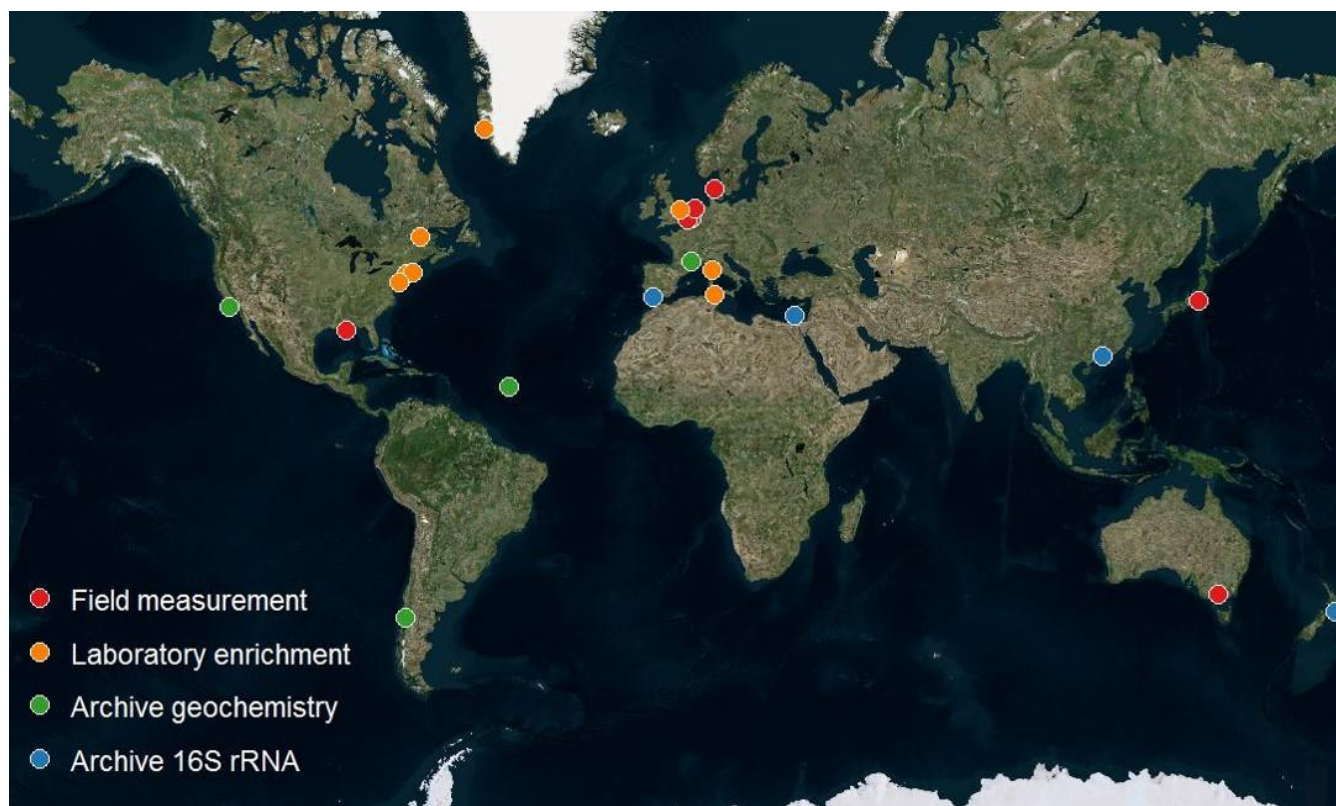 Field measurement
Laboratory enrichment
Archive geochemistry
Archive 16S rRNA